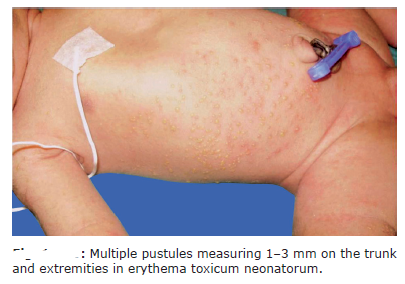 : Multiple pustules measuring 1–3 mm on the trunk
and extremities in erythema toxicum neonatorum.